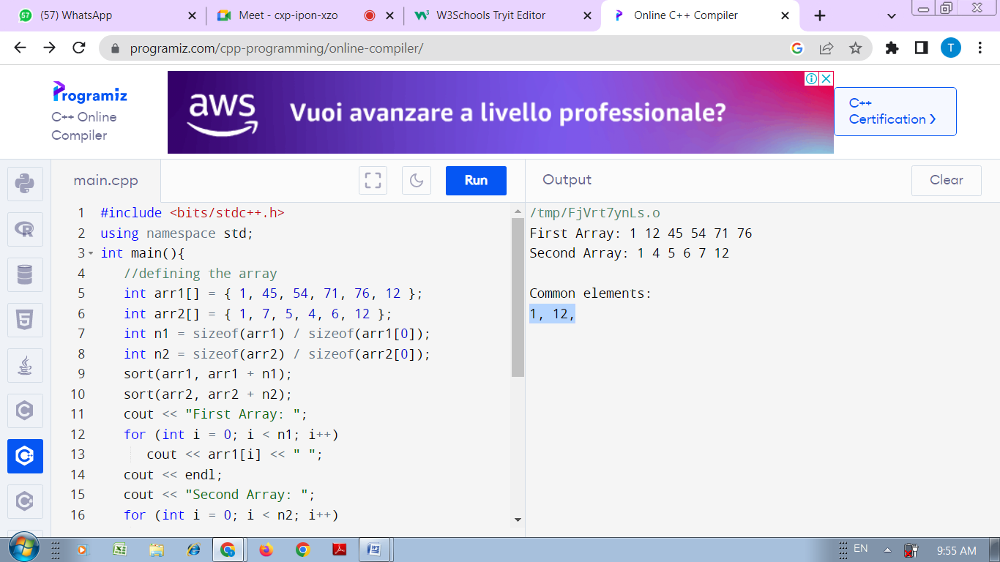 57
(57) WhatsApp
Meet - cxp-ipon-xzo
W3Schools Tryit Editor
Online C++ Compiler
programiz.com/cpp-programming/online-compiler/
T
Programiz
C++ Online
Compiler
aws
Vuoi avanzare a livello professionale?
C++
Certification
main.cpp
Run
Output
Clear
1 #include <bits/stdc++.h>
2 using namespace std;
3 int main(){
4 //defining the array
5 int arr1[] = { 1, 45, 54, 71, 76, 12 };
6 int arr2[] = { 1, 7, 5, 4, 6, 12 };
7 int n1 = sizeof(arr1) / sizeof(arr1[0]);
8 int n2 = sizeof(arr2) / sizeof(arr2[0]);
9 sort(arr1, arr1 + n1);
10 sort(arr2, arr2 + n2);
11 cout << "First Array: ";
12 for (int i = 0; i < n1; i++)
13 cout << arr1[i] << " ";
14 cout << endl;
15 cout << "Second Array: ";
16 for (int i = 0; i < n2; i++)
/tmp/FjVrt7ynLs.o
First Array: 1 12 45 54 71 76
Second Array: 1 4 5 6 7 12
Common elements:
1, 12,
EN
9:55 AM